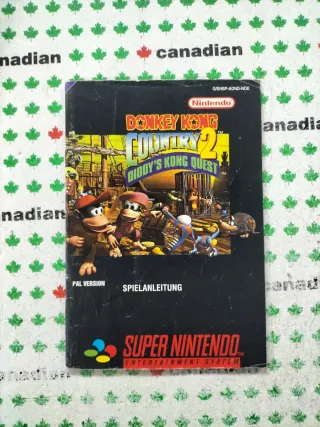 canadian
canadian
Nintendo
SNSP-ADND-NOE
canadian
DONKEY KONG
COUNTRY 2
DIDDY'S KONG QUEST
canadian
PAL VERSION
SPIELANLEITUNG
canadian
SUPER NINTENDO
ENTERTAINMENT SYSTEM